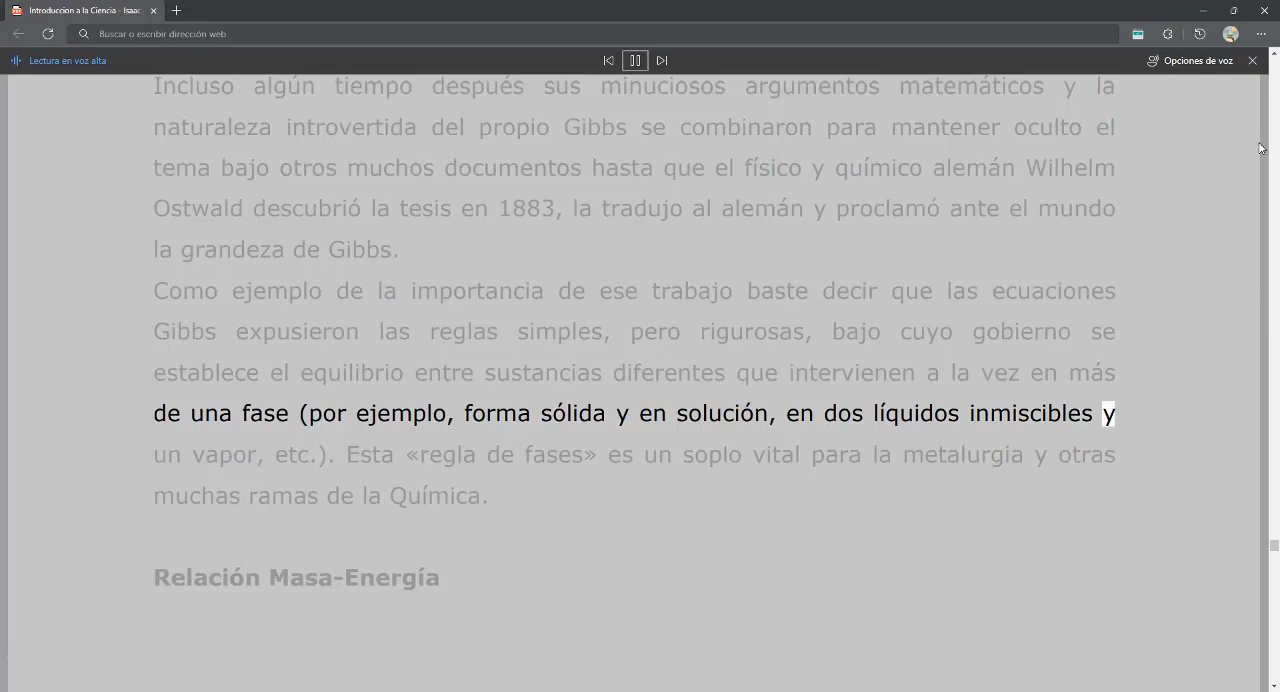 Introduccion a la Ciencia - Isaac
Buscar o escribir dirección web
Lectura en voz alta
Opciones de voz
Incluso algún tiempo después sus minuciosos argumentos matemáticos y la
naturaleza introvertida del propio Gibbs se combinaron para mantener oculto el
tema bajo otros muchos documentos hasta que el físico y químico alemán Wilhelm
Ostwald descubrió la tesis en 1883, la tradujo al alemán y proclamó ante el mundo
la grandeza de Gibbs.
Como ejemplo de la importancia de ese trabajo baste decir que las ecuaciones
Gibbs expusieron las reglas simples, pero rigurosas, bajo cuyo gobierno se
establece el equilibrio entre sustancias diferentes que intervienen a la vez en más
de una fase (por ejemplo, forma sólida y en solución, en dos líquidos inmiscibles y
un vapor, etc.). Esta «regla de fases» es un soplo vital para la metalurgia y otras
muchas ramas de la Química.
Relación Masa-Energía